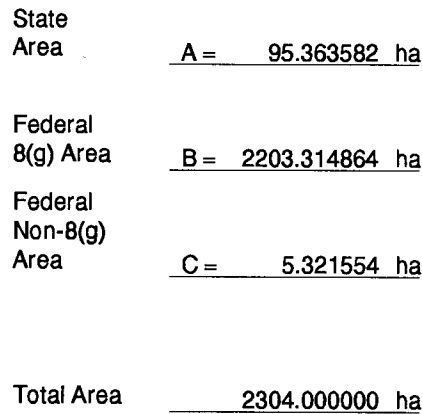 State
Area A = 95.363582 ha
Federal
8(g) Area B = 2203.314864 ha
Federal
Non-8(g)
Area C = 5.321554 ha
Total Area 2304.000000 ha